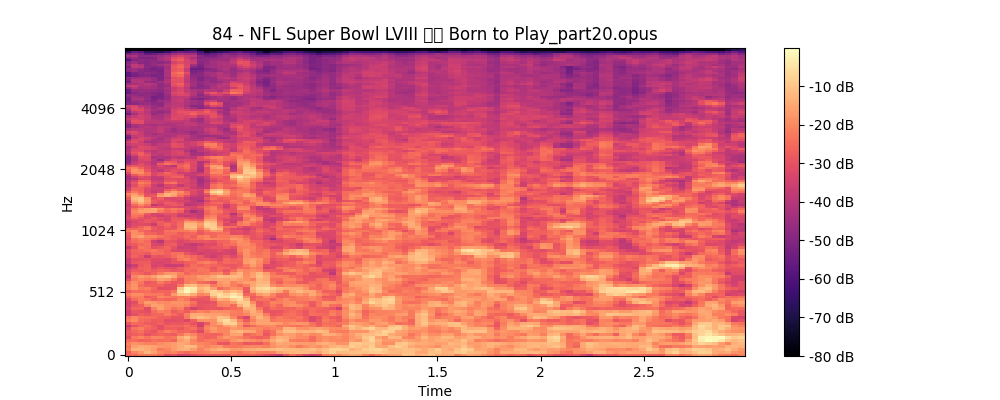 84 - NFL Super Bowl LVIII Born to Play_part20.opus
Hz
4096
2048
1024
512
0
0 0.5 1 1.5 2 2.5
Time
-10 dB
-20 dB
-30 dB
-40 dB
-50 dB
-60 dB
-70 dB
-80 dB